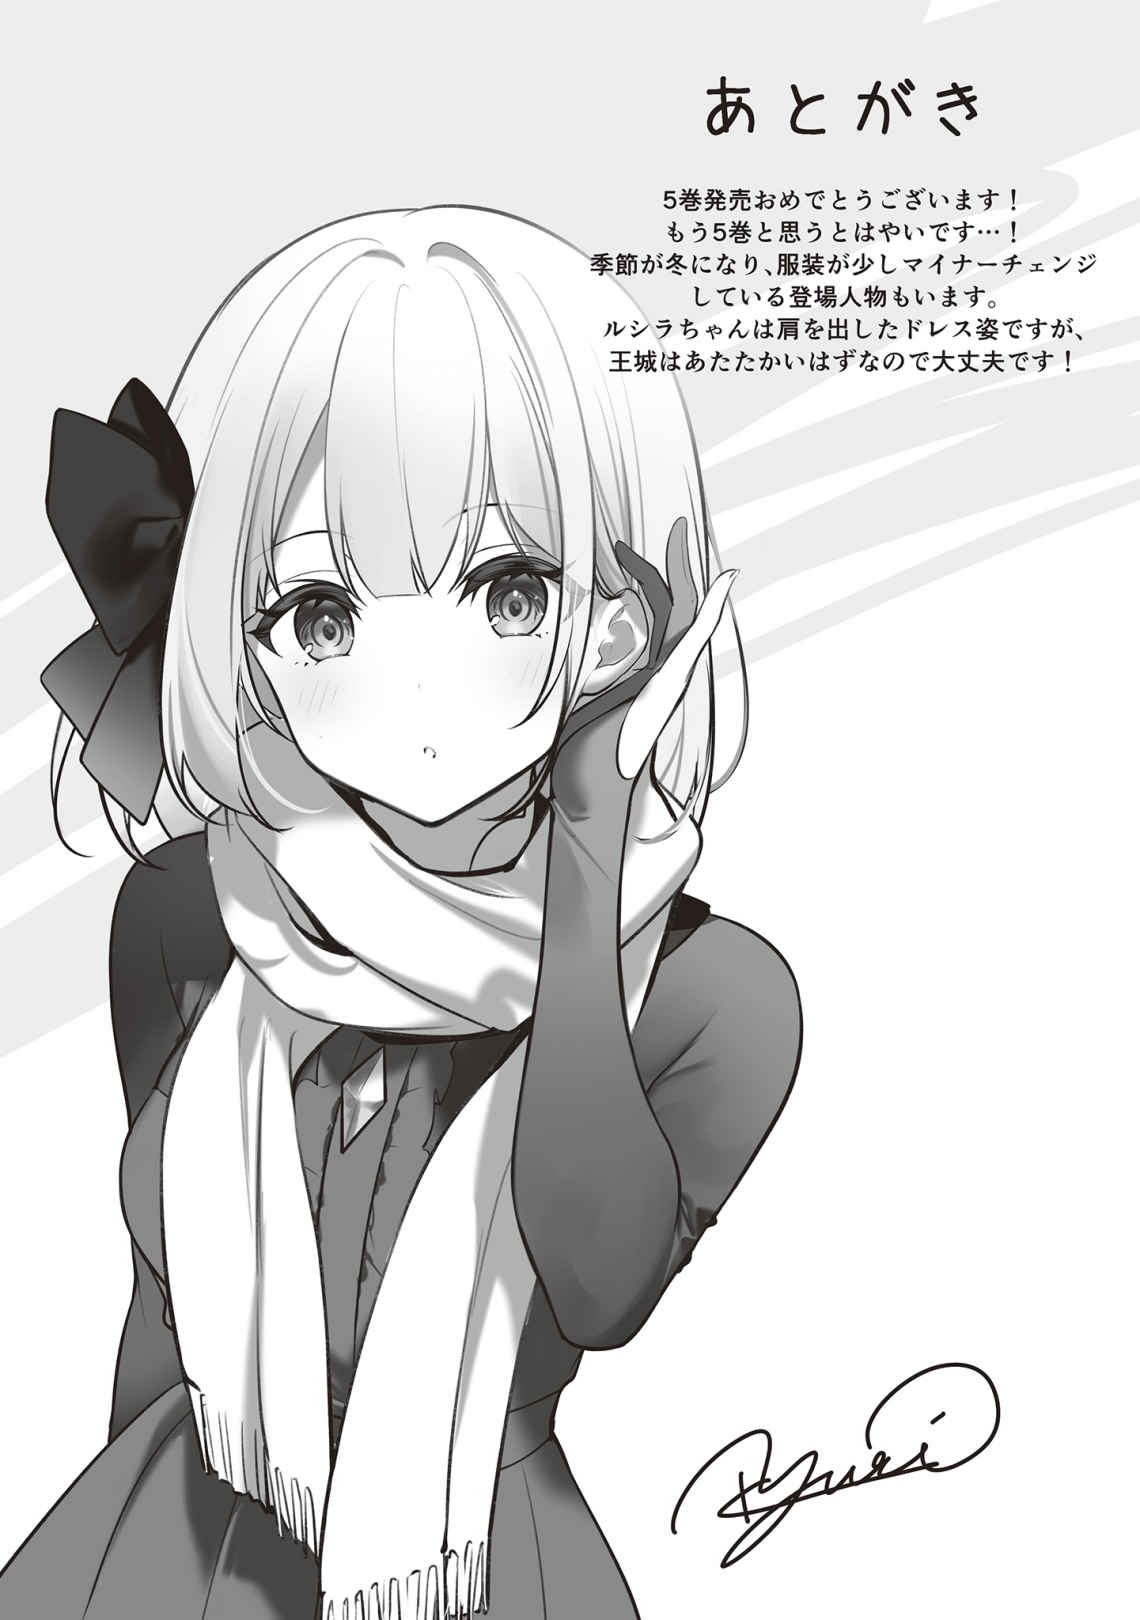 あとがき
5巻発売おめでとうございます！
もう5巻と思うとはやいです…！
季節が冬になり、服装が少しマイナーチェンジ
している登場人物もいます。
ルシラちゃんは肩を出したドレス姿ですが、
王城はあたたかいはずなので大丈夫です！
Ryuri